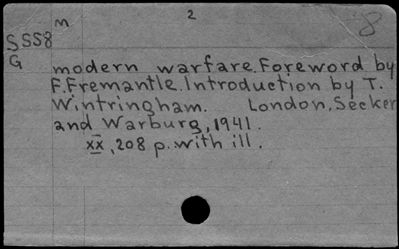 m 2 8
SSS8
G
modern warfare. Foreword by
F.Fremantle. Introduction by T.
Wintringham. London, Secker
and Warburg, 1941.
xx, 208 p. with ill.